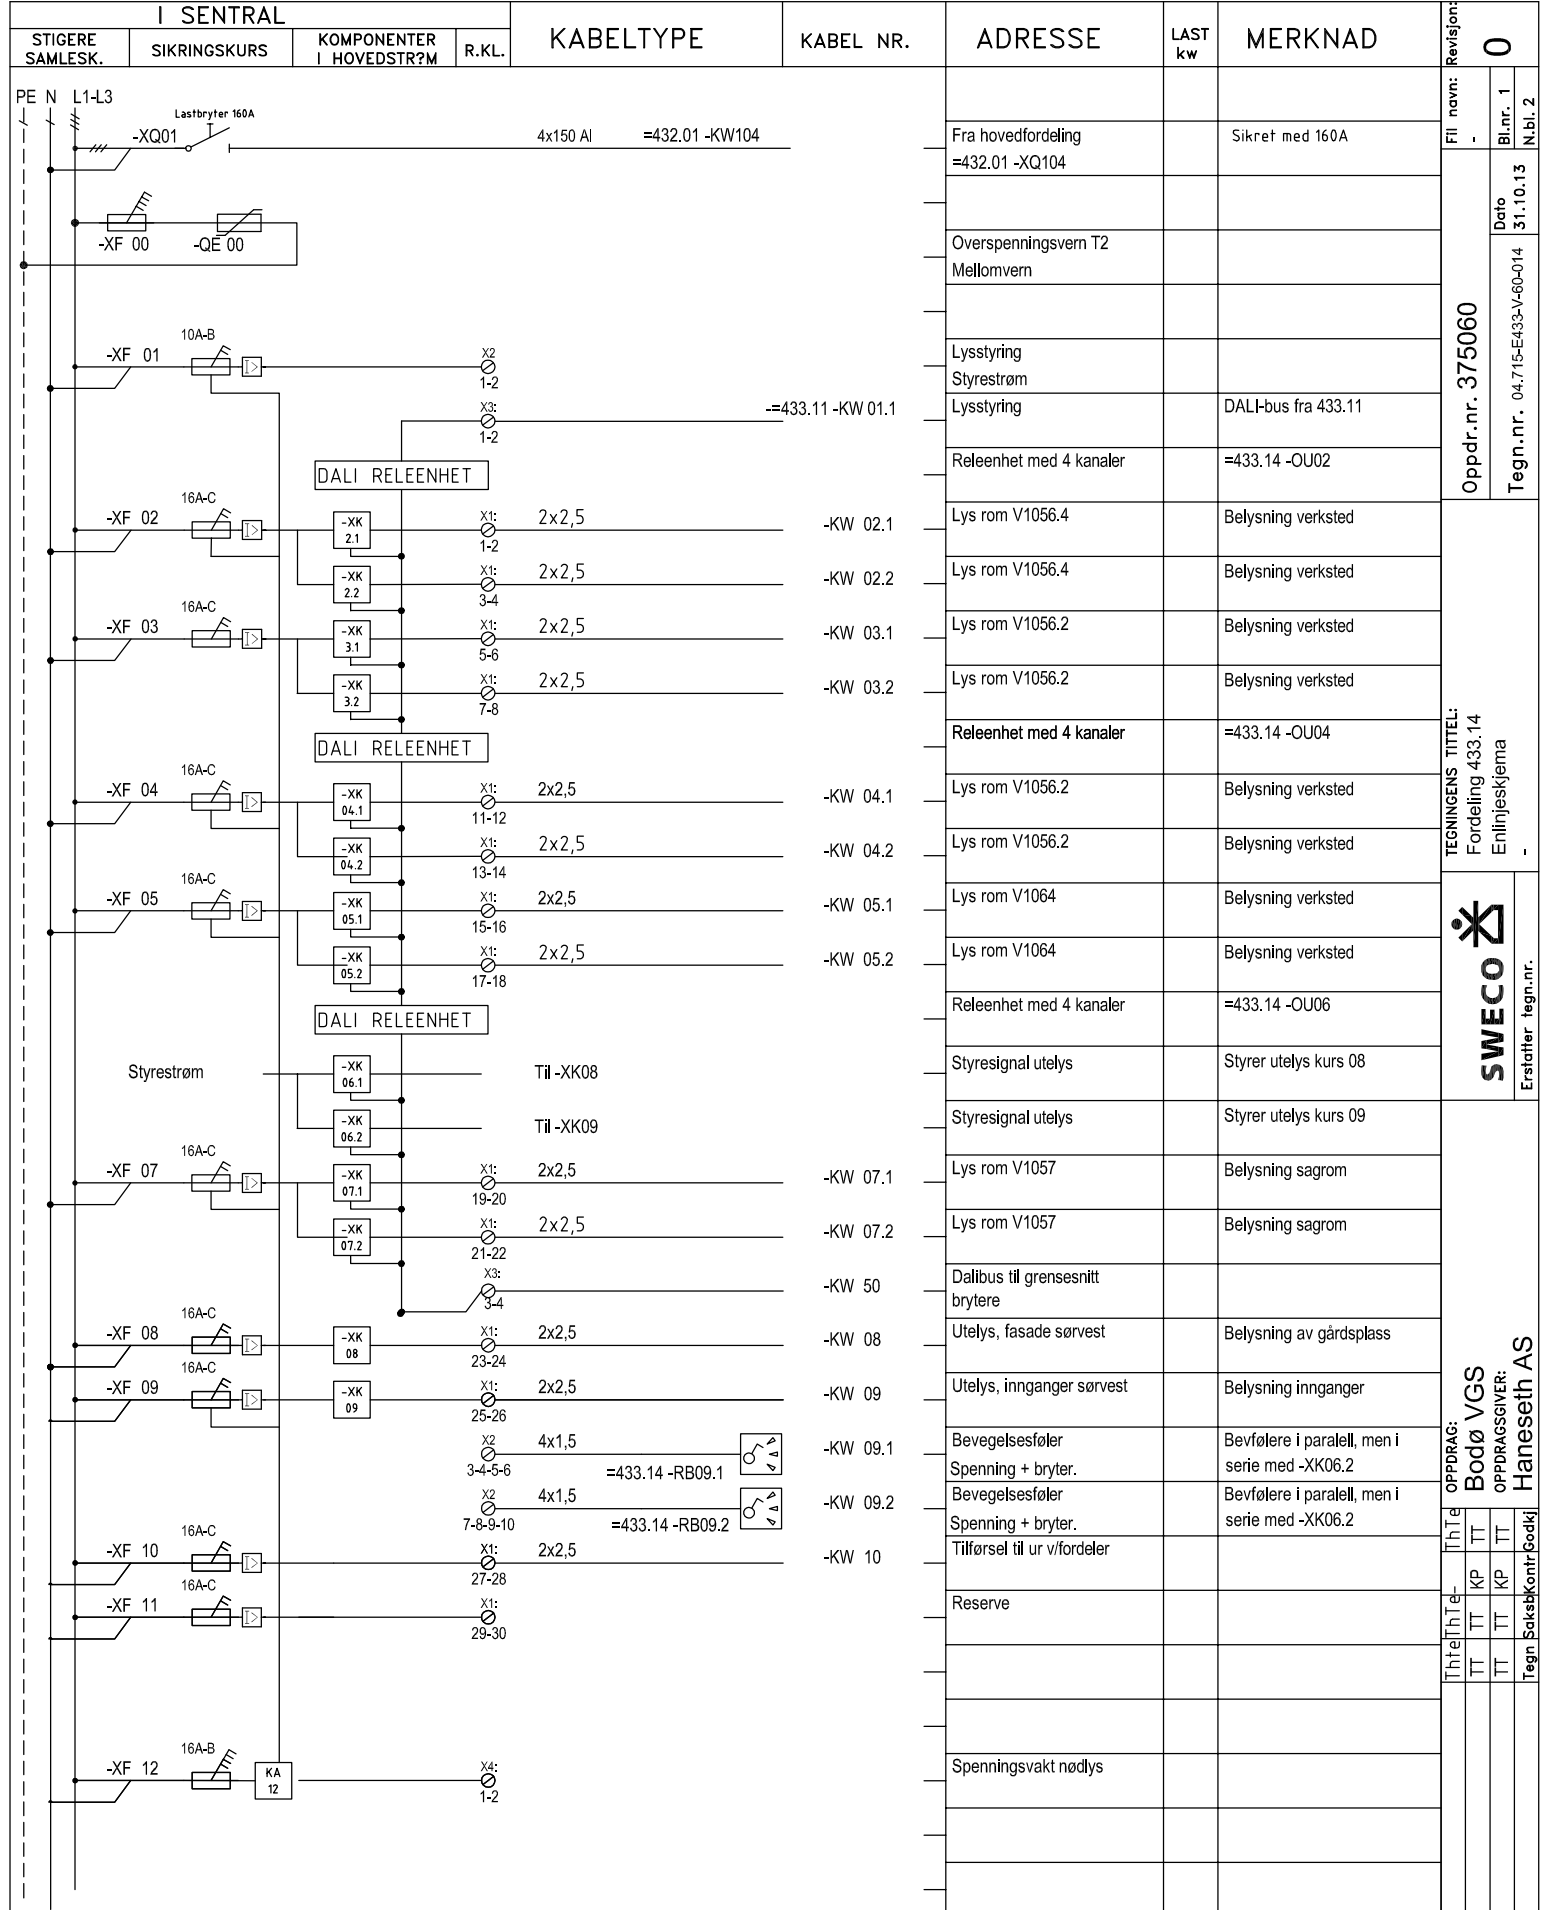 I SENTRAL
STIGERE SAMLESK.
SIKRINGSKURS
KOMPONENTER I HOVEDSTR?M
R.KL.
KABELTYPE
KABEL NR.
ADRESSE
LAST kw
MERKNAD
PE N L1-L3
Lastbryter 160A
-XQ01 4x150 Al =432.01 -KW104 Fra hovedfordeling Sikret med 160A
=432.01 -XQ104
-XF 00 -QE 00
Overspenningsvern T2
Mellomvern
10A-B
-XF 01 X2 Lysstyring
1-2 Styrestrøm
X3: -=433.11 -KW 01.1 Lysstyring DALI-bus fra 433.11
1-2
DALI RELEENHET Releenhet med 4 kanaler =433.14 -OU02
16A-C
-XF 02 -XK 2.1 X1: 2x2,5 -KW 02.1 Lys rom V1056.4 Belysning verksted
1-2
-XK 2.2 X1: 2x2,5 -KW 02.2 Lys rom V1056.4 Belysning verksted
3-4
16A-C
-XF 03 -XK 3.1 X1: 2x2,5 -KW 03.1 Lys rom V1056.2 Belysning verksted
5-6
-XK 3.2 X1: 2x2,5 -KW 03.2 Lys rom V1056.2 Belysning verksted
7-8
DALI RELEENHET Releenhet med 4 kanaler =433.14 -OU04
16A-C
-XF 04 -XK 04.1 X1: 2x2,5 -KW 04.1 Lys rom V1056.2 Belysning verksted
11-12
-XK 04.2 X1: 2x2,5 -KW 04.2 Lys rom V1056.2 Belysning verksted
13-14
16A-C
-XF 05 -XK 05.1 X1: 2x2,5 -KW 05.1 Lys rom V1064 Belysning verksted
15-16
-XK 05.2 X1: 2x2,5 -KW 05.2 Lys rom V1064 Belysning verksted
17-18
DALI RELEENHET Releenhet med 4 kanaler =433.14 -OU06
Styrestrøm -XK 06.1 Til -XK08 Styresignal utelys Styrer utelys kurs 08
-XK 06.2 Til -XK09 Styresignal utelys Styrer utelys kurs 09
16A-C
-XF 07 -XK 07.1 X1: 2x2,5 -KW 07.1 Lys rom V1057 Belysning sagrom
19-20
-XK 07.2 X1: 2x2,5 -KW 07.2 Lys rom V1057 Belysning sagrom
21-22
X3: -KW 50 Dalibus til grensesnitt
3-4 brytere
16A-C
-XF 08 -XK 08 X1: 2x2,5 -KW 08 Utelys, fasade sørvest Belysning av gårdsplass
23-24
16A-C
-XF 09 -XK 09 X1: 2x2,5 -KW 09 Utelys, innganger sørvest Belysning innganger
25-26
X2 4x1,5 -KW 09.1 Bevegelsesføler Bevfølere i paralell, men i
3-4-5-6 =433.14 -RB09.1 Spenning + bryter. serie med -XK06.2
X2 4x1,5 -KW 09.2 Bevegelsesføler Bevfølere i paralell, men i
7-8-9-10 =433.14 -RB09.2 Spenning + bryter. serie med -XK06.2
16A-C
-XF 10 X1: 2x2,5 -KW 10 Tilførsel til ur v/fordeler
27-28
16A-C
-XF 11 X1: Reserve
29-30
16A-B
-XF 12 KA 12 X4: Spenningsvakt nødlys
1-2
Revisjon: 0
Fil navn: -
Bl.nr. 1
N.bl. 2
Dato
31.10.13
Oppdr.nr. 375060
Tegn.nr. 04.715-E433-V-60-014
TEGNINGENS TITTEL:
Fordeling 433.14
Enlinjeskjema
-
SWECO
Erstatter tegn.nr.
OPPDRAG:
Bodø VGS
OPPDRAGSGIVER:
Haneseth AS
Thte ThTe - ThTe
TT TT KP TT
TT TT KP TT
Tegn Saksb Kontr Godkj